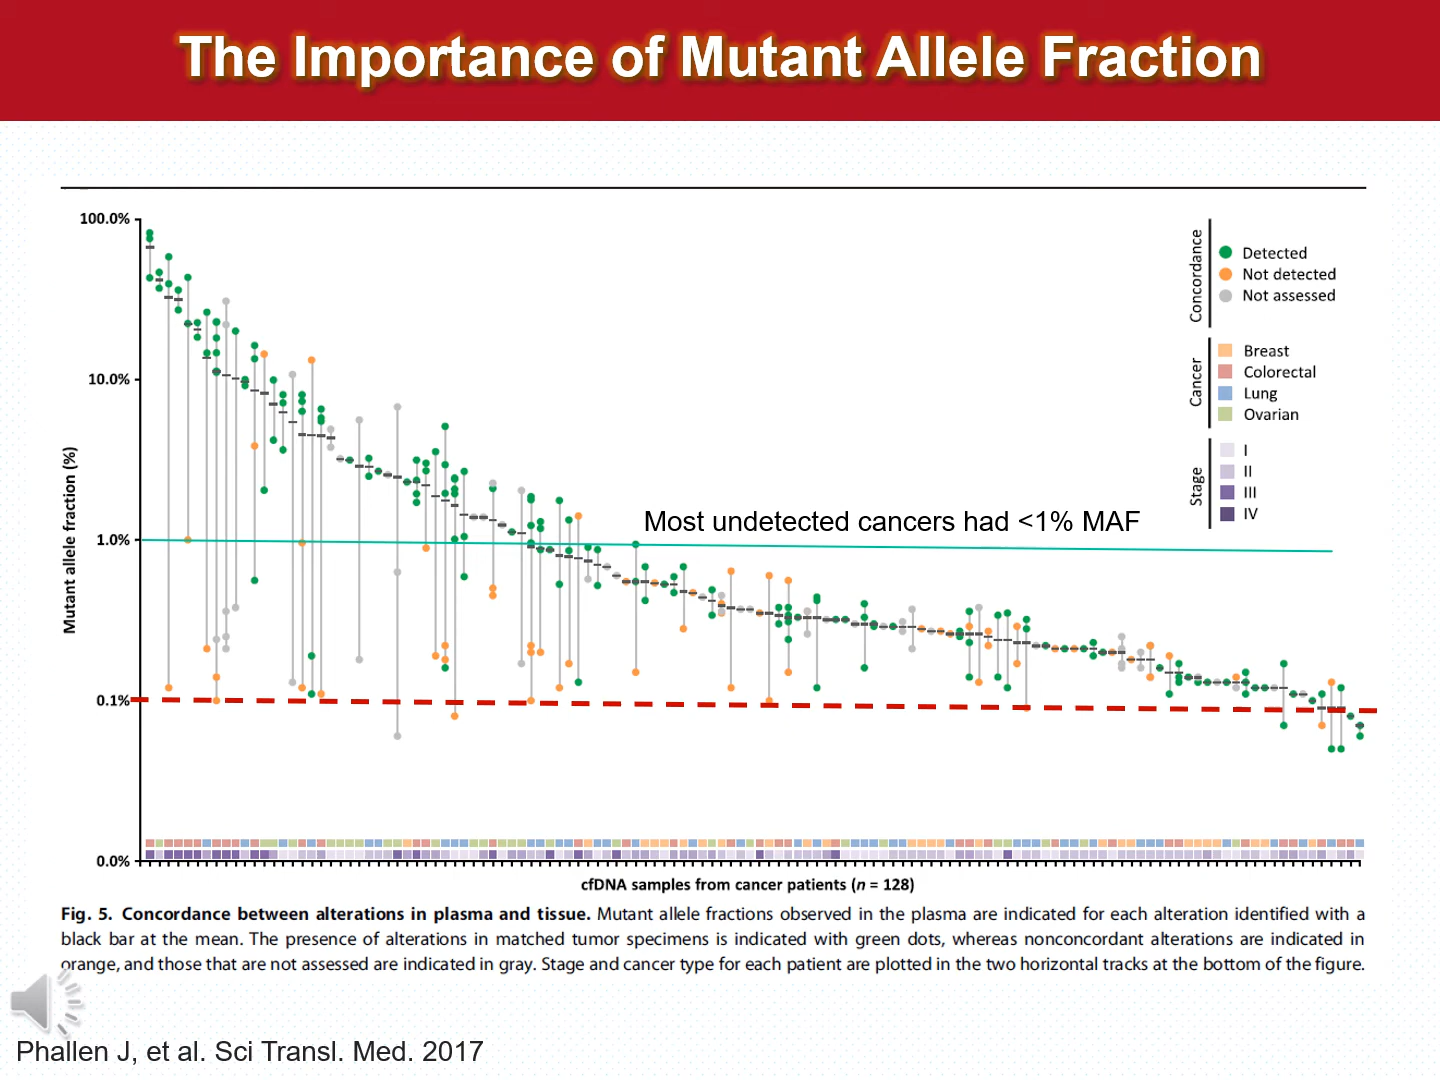 The Importance of Mutant Allele Fraction
100.0%
10.0%
1.0%
0.1%
0.0%
Mutant allele fraction (%)
Concordance
Detected
Not detected
Not assessed
Cancer
Breast
Colorectal
Lung
Ovarian
Stage
I
II
III
IV
Most undetected cancers had <1% MAF
cfDNA samples from cancer patients (n = 128)
Fig. 5. Concordance between alterations in plasma and tissue. Mutant allele fractions observed in the plasma are indicated for each alteration identified with a
black bar at the mean. The presence of alterations in matched tumor specimens is indicated with green dots, whereas nonconcordant alterations are indicated in
orange, and those that are not assessed are indicated in gray. Stage and cancer type for each patient are plotted in the two horizontal tracks at the bottom of the figure.
Phallen J, et al. Sci Transl. Med. 2017